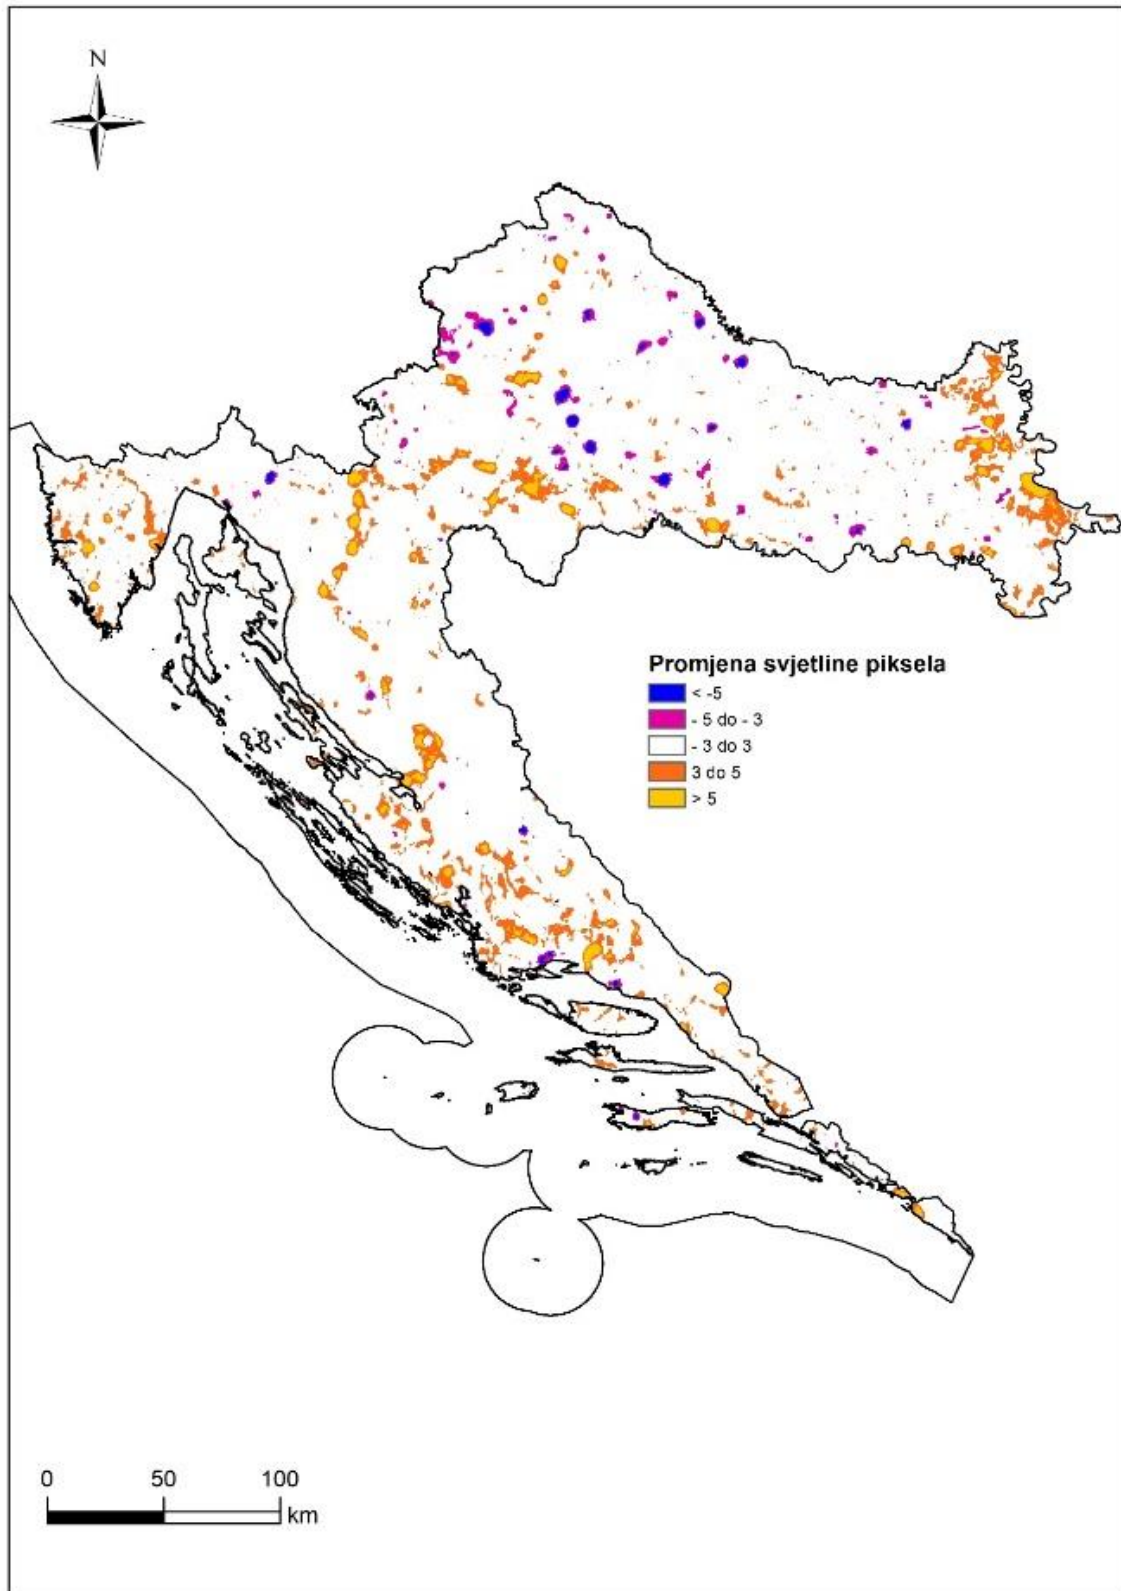 N
Promjena svjetline piksela
< -5
- 5 do - 3
- 3 do 3
3 do 5
> 5
0 50 100
km